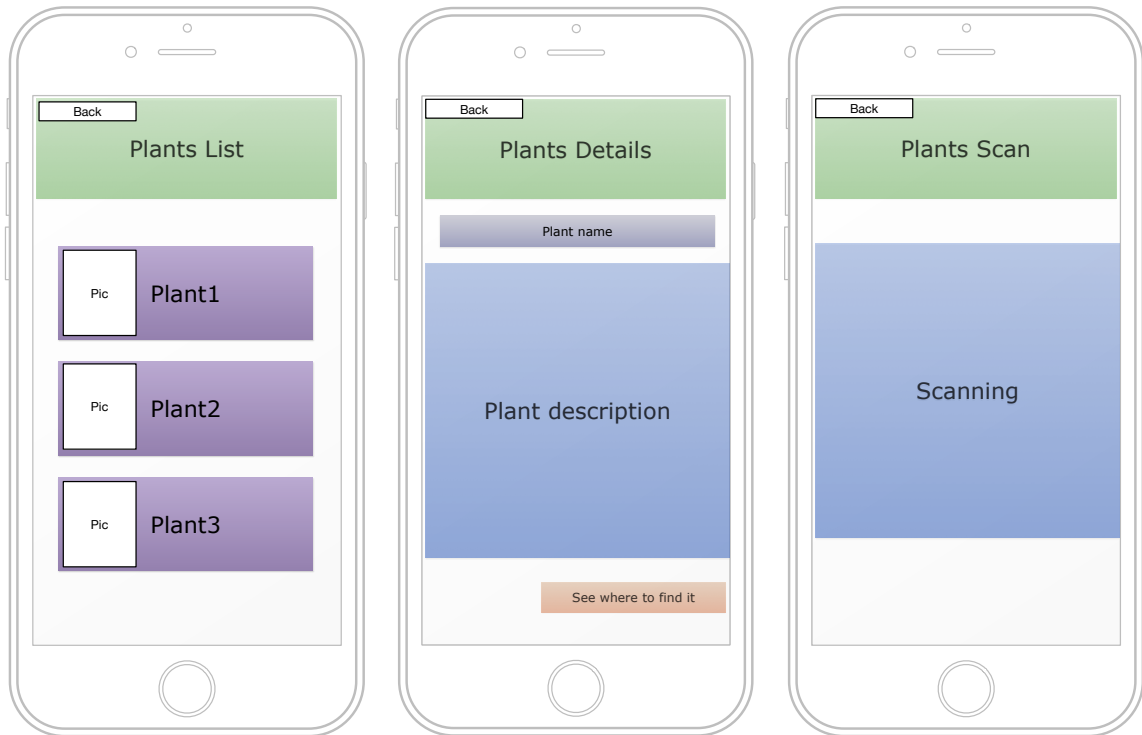 Back
Plants List
Pic
Plant1
Pic
Plant2
Pic
Plant3
Back
Plants Details
Plant name
Plant description
See where to find it
Back
Plants Scan
Scanning